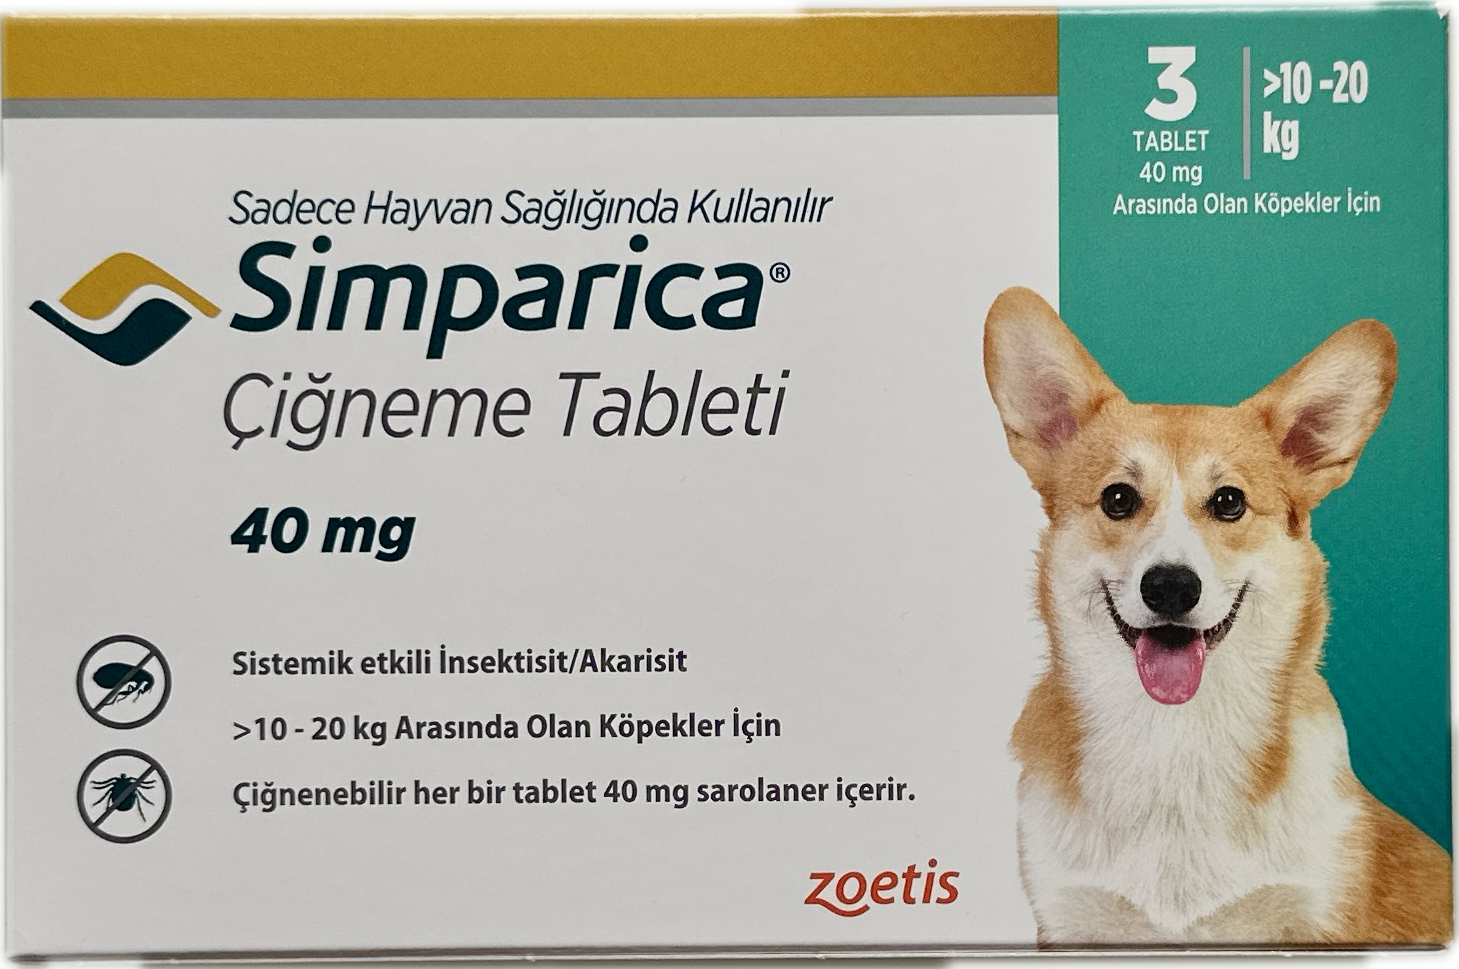 Sadece Hayvan Sağlığında Kullanılır
Simparica®
Çiğneme Tableti
40 mg
Sistemik etkili İnsektisit/Akarisit
>10 - 20 kg Arasında Olan Köpekler İçin
Çiğnenebilir her bir tablet 40 mg sarolaner içerir.
zoetis
3
TABLET
40 mg
>10 -20
kg
Arasında Olan Köpekler İçin